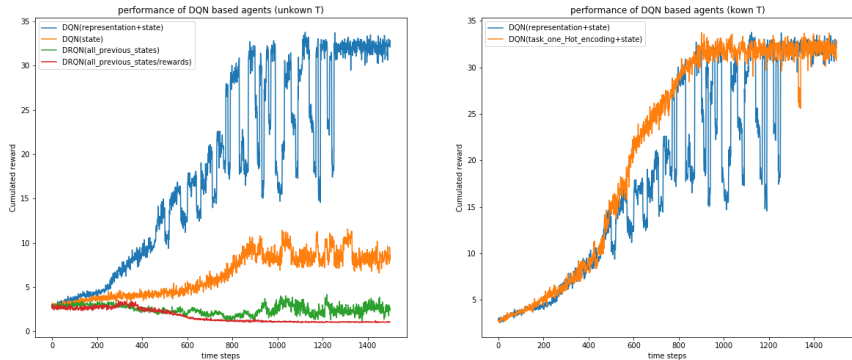 performance of DQN based agents (unkown T)
35
30
25
20
15
10
5
0
Cumulated reward
DQN(representation+state)
DQN(state)
DRQN(all_previous_states)
DRQN(all_previous_states/rewards)
0 200 400 600 800 1000 1200 1400
time steps
performance of DQN based agents (kown T)
35
30
25
20
15
10
5
Cumulated reward
DQN(representation+state)
DQN(task_one_Hot_encoding+state)
0 200 400 600 800 1000 1200 1400
time steps